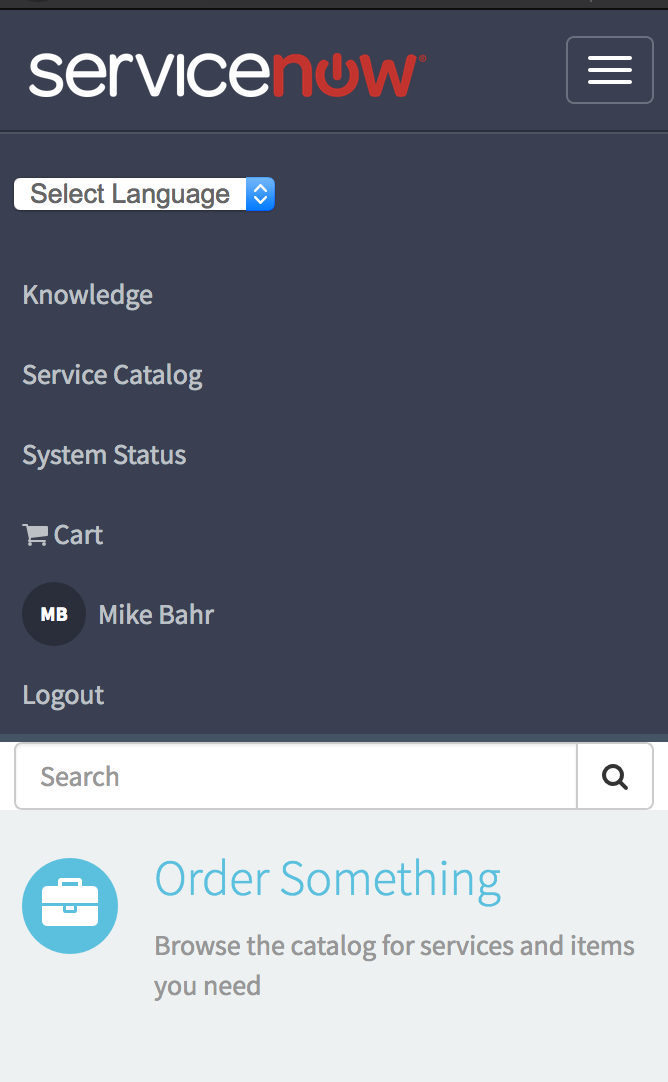 servicenow®
Select Language
Knowledge
Service Catalog
System Status
Cart
MB Mike Bahr
Logout
Search
Order Something
Browse the catalog for services and items
you need